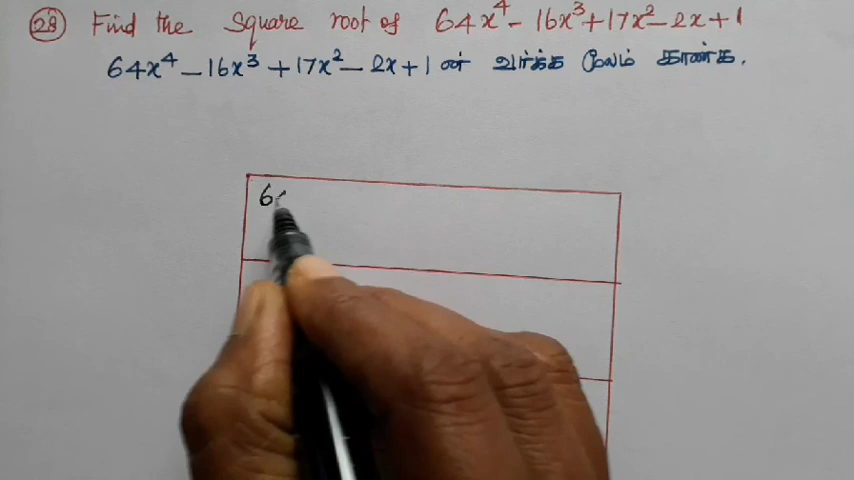 28 Find the square root of 64x⁴ - 16x³ + 17x² - 2x + 1
64x⁴ - 16x³ + 17x² - 2x + 1 ன் வர்க்க மூலம் காண்க.
6